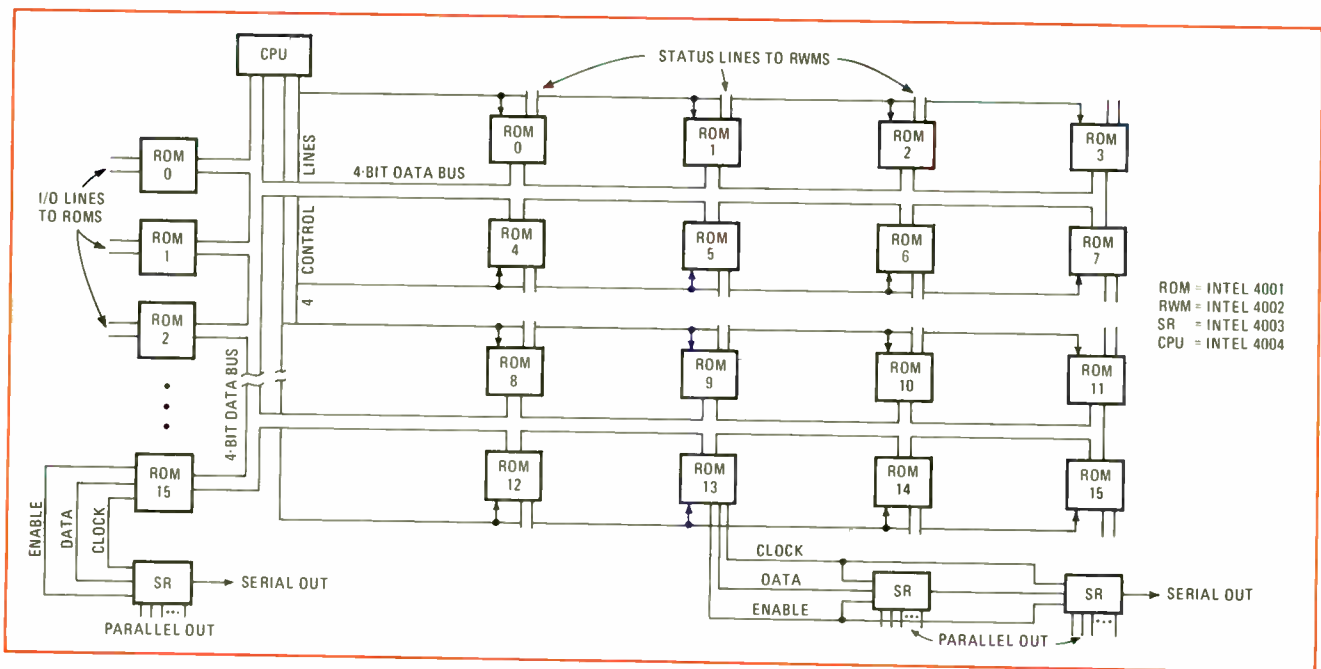 CPU
STATUS LINES TO RWMS
ROM 0
ROM 1
ROM 2
ROM 3
ROM 0
I/O LINES TO ROMS
ROM 1
ROM 2
ROM 15
4-BIT DATA BUS
4 CONTROL LINES
4-BIT DATA BUS
ROM 4
ROM 5
ROM 6
ROM 7
ROM = INTEL 4001
RWM = INTEL 4002
SR = INTEL 4003
CPU = INTEL 4004
ROM 8
ROM 9
ROM 10
ROM 11
ROM 12
ROM 13
ROM 14
ROM 15
ENABLE
DATA
CLOCK
SR
SERIAL OUT
PARALLEL OUT
CLOCK
DATA
ENABLE
SR
SR
SERIAL OUT
PARALLEL OUT